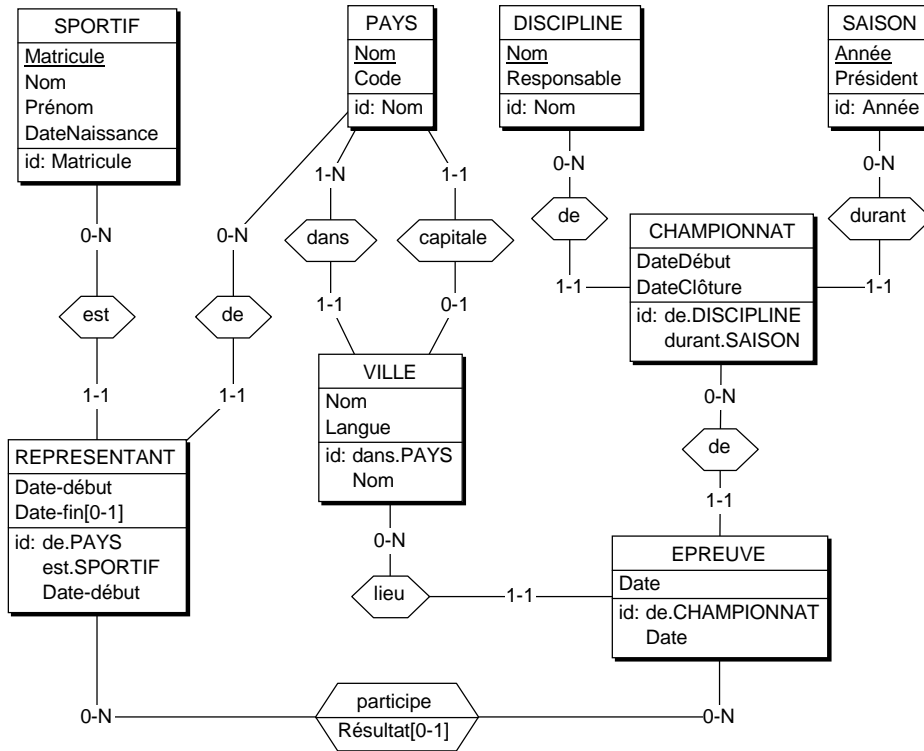 SPORTIF
Matricule
Nom
Prénom
DateNaissance
id: Matricule
PAYS
Nom
Code
id: Nom
DISCIPLINE
Nom
Responsable
id: Nom
SAISON
Année
Président
id: Année
0-N
0-N
1-N
1-1
0-N
0-N
est
de
dans
capitale
de
durant
1-1
1-1
1-1
0-1
1-1
1-1
CHAMPIONNAT
DateDébut
DateClôture
id: de.DISCIPLINE
durant.SAISON
VILLE
Nom
Langue
id: dans.PAYS
Nom
REPRESENTANT
Date-début
Date-fin[0-1]
id: de.PAYS
est.SPORTIF
Date-début
0-N
de
1-1
0-N
lieu
1-1
EPREUVE
Date
id: de.CHAMPIONNAT
Date
0-N
participe
Résultat[0-1]
0-N